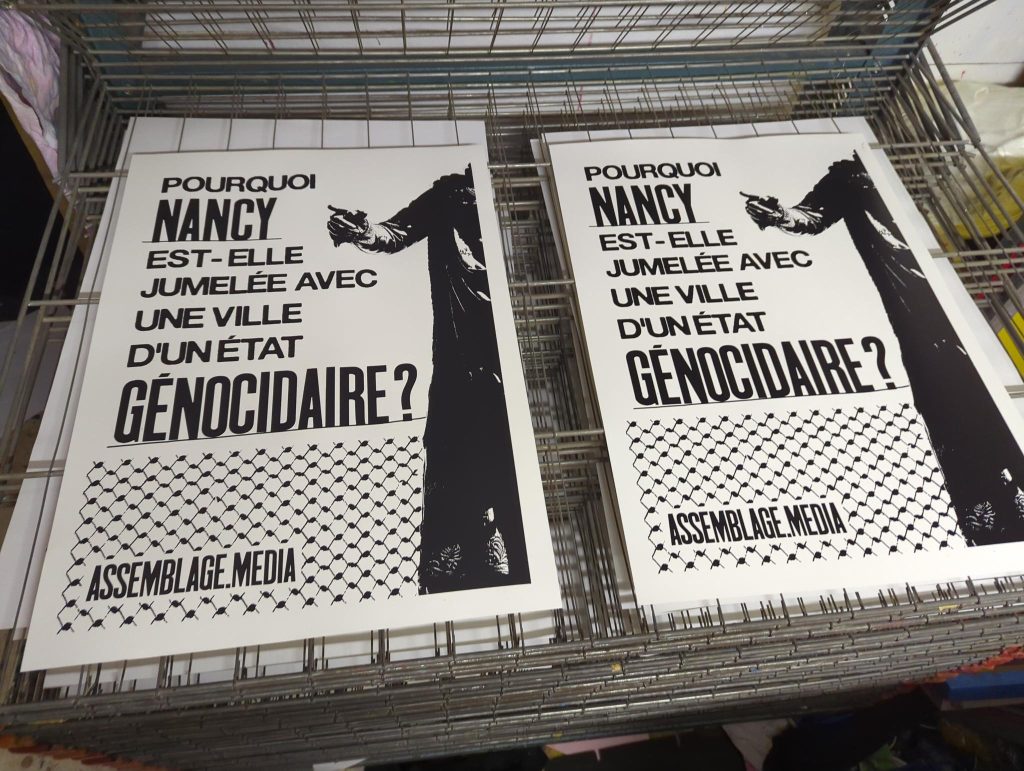 POURQUOI
NANCY
EST-ELLE
JUMELÉE AVEC
UNE VILLE
D'UN ÉTAT
GÉNOCIDAIRE?
ASSEMBLAGE.MEDIA
POURQUOI
NANCY
EST-ELLE
JUMELÉE AVEC
UNE VILLE
D'UN ÉTAT
GÉNOCIDAIRE?
ASSEMBLAGE.MEDIA